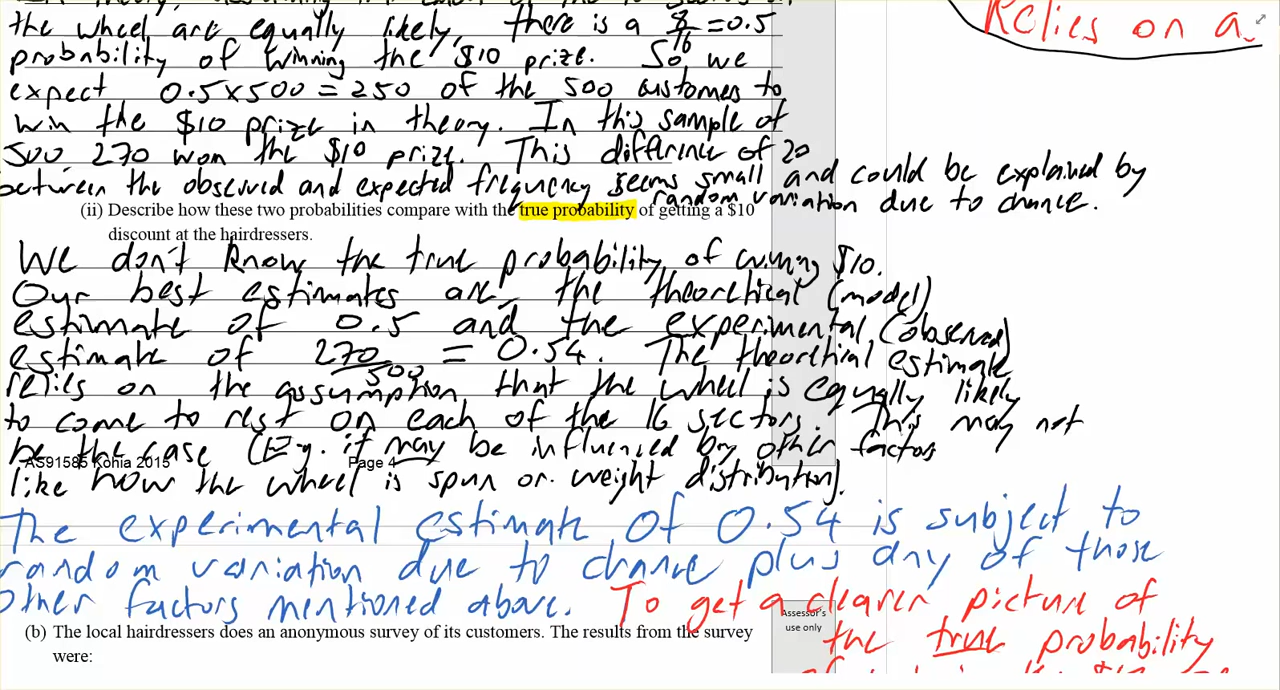 Relies on a
the wheel are equally likely, there is a 8/16 = 0.5
probability of winning the $10 prize. So, we
expect 0.5×500 = 250 of the 500 customers to
win the $10 prize in theory. In this sample of
500, 270 won the $10 prize. This difference of 20
between the observed and expected frequency seems small and could be explained by
random variation due to chance.
(ii) Describe how these two probabilities compare with the true probability of getting a $10
discount at the hairdressers.
We don't know the true probability of winning $10.
Our best estimates are the theoretical (model)
estimate of 0.5 and the experimental (observed)
estimate of 270/500 = 0.54. The theoretical estimate
relies on the assumption that the wheel is equally likely
to come to rest on each of the 16 sectors. This may not
be the case (E.g. it may be influenced by other factors
AS91585 Kohia 2015 Page 4
like how the wheel is spun or weight distribution).
The experimental estimate of 0.54 is subject to
random variation due to chance plus any of those
other factors mentioned above. To get a clearer picture of
Assessor's
use only
(b) The local hairdressers does an anonymous survey of its customers. The results from the survey
were:
the true probability